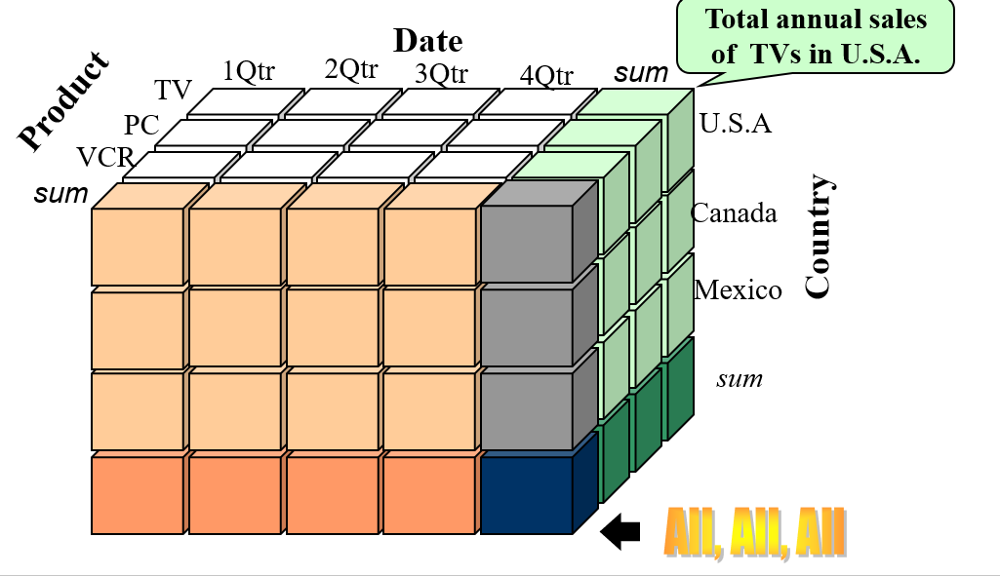 Total annual sales
of TVs in U.S.A.
Date
Product
1Qtr
2Qtr
3Qtr
4Qtr
sum
TV
PC
VCR
sum
U.S.A
Canada
Mexico
sum
Country
All, All, All